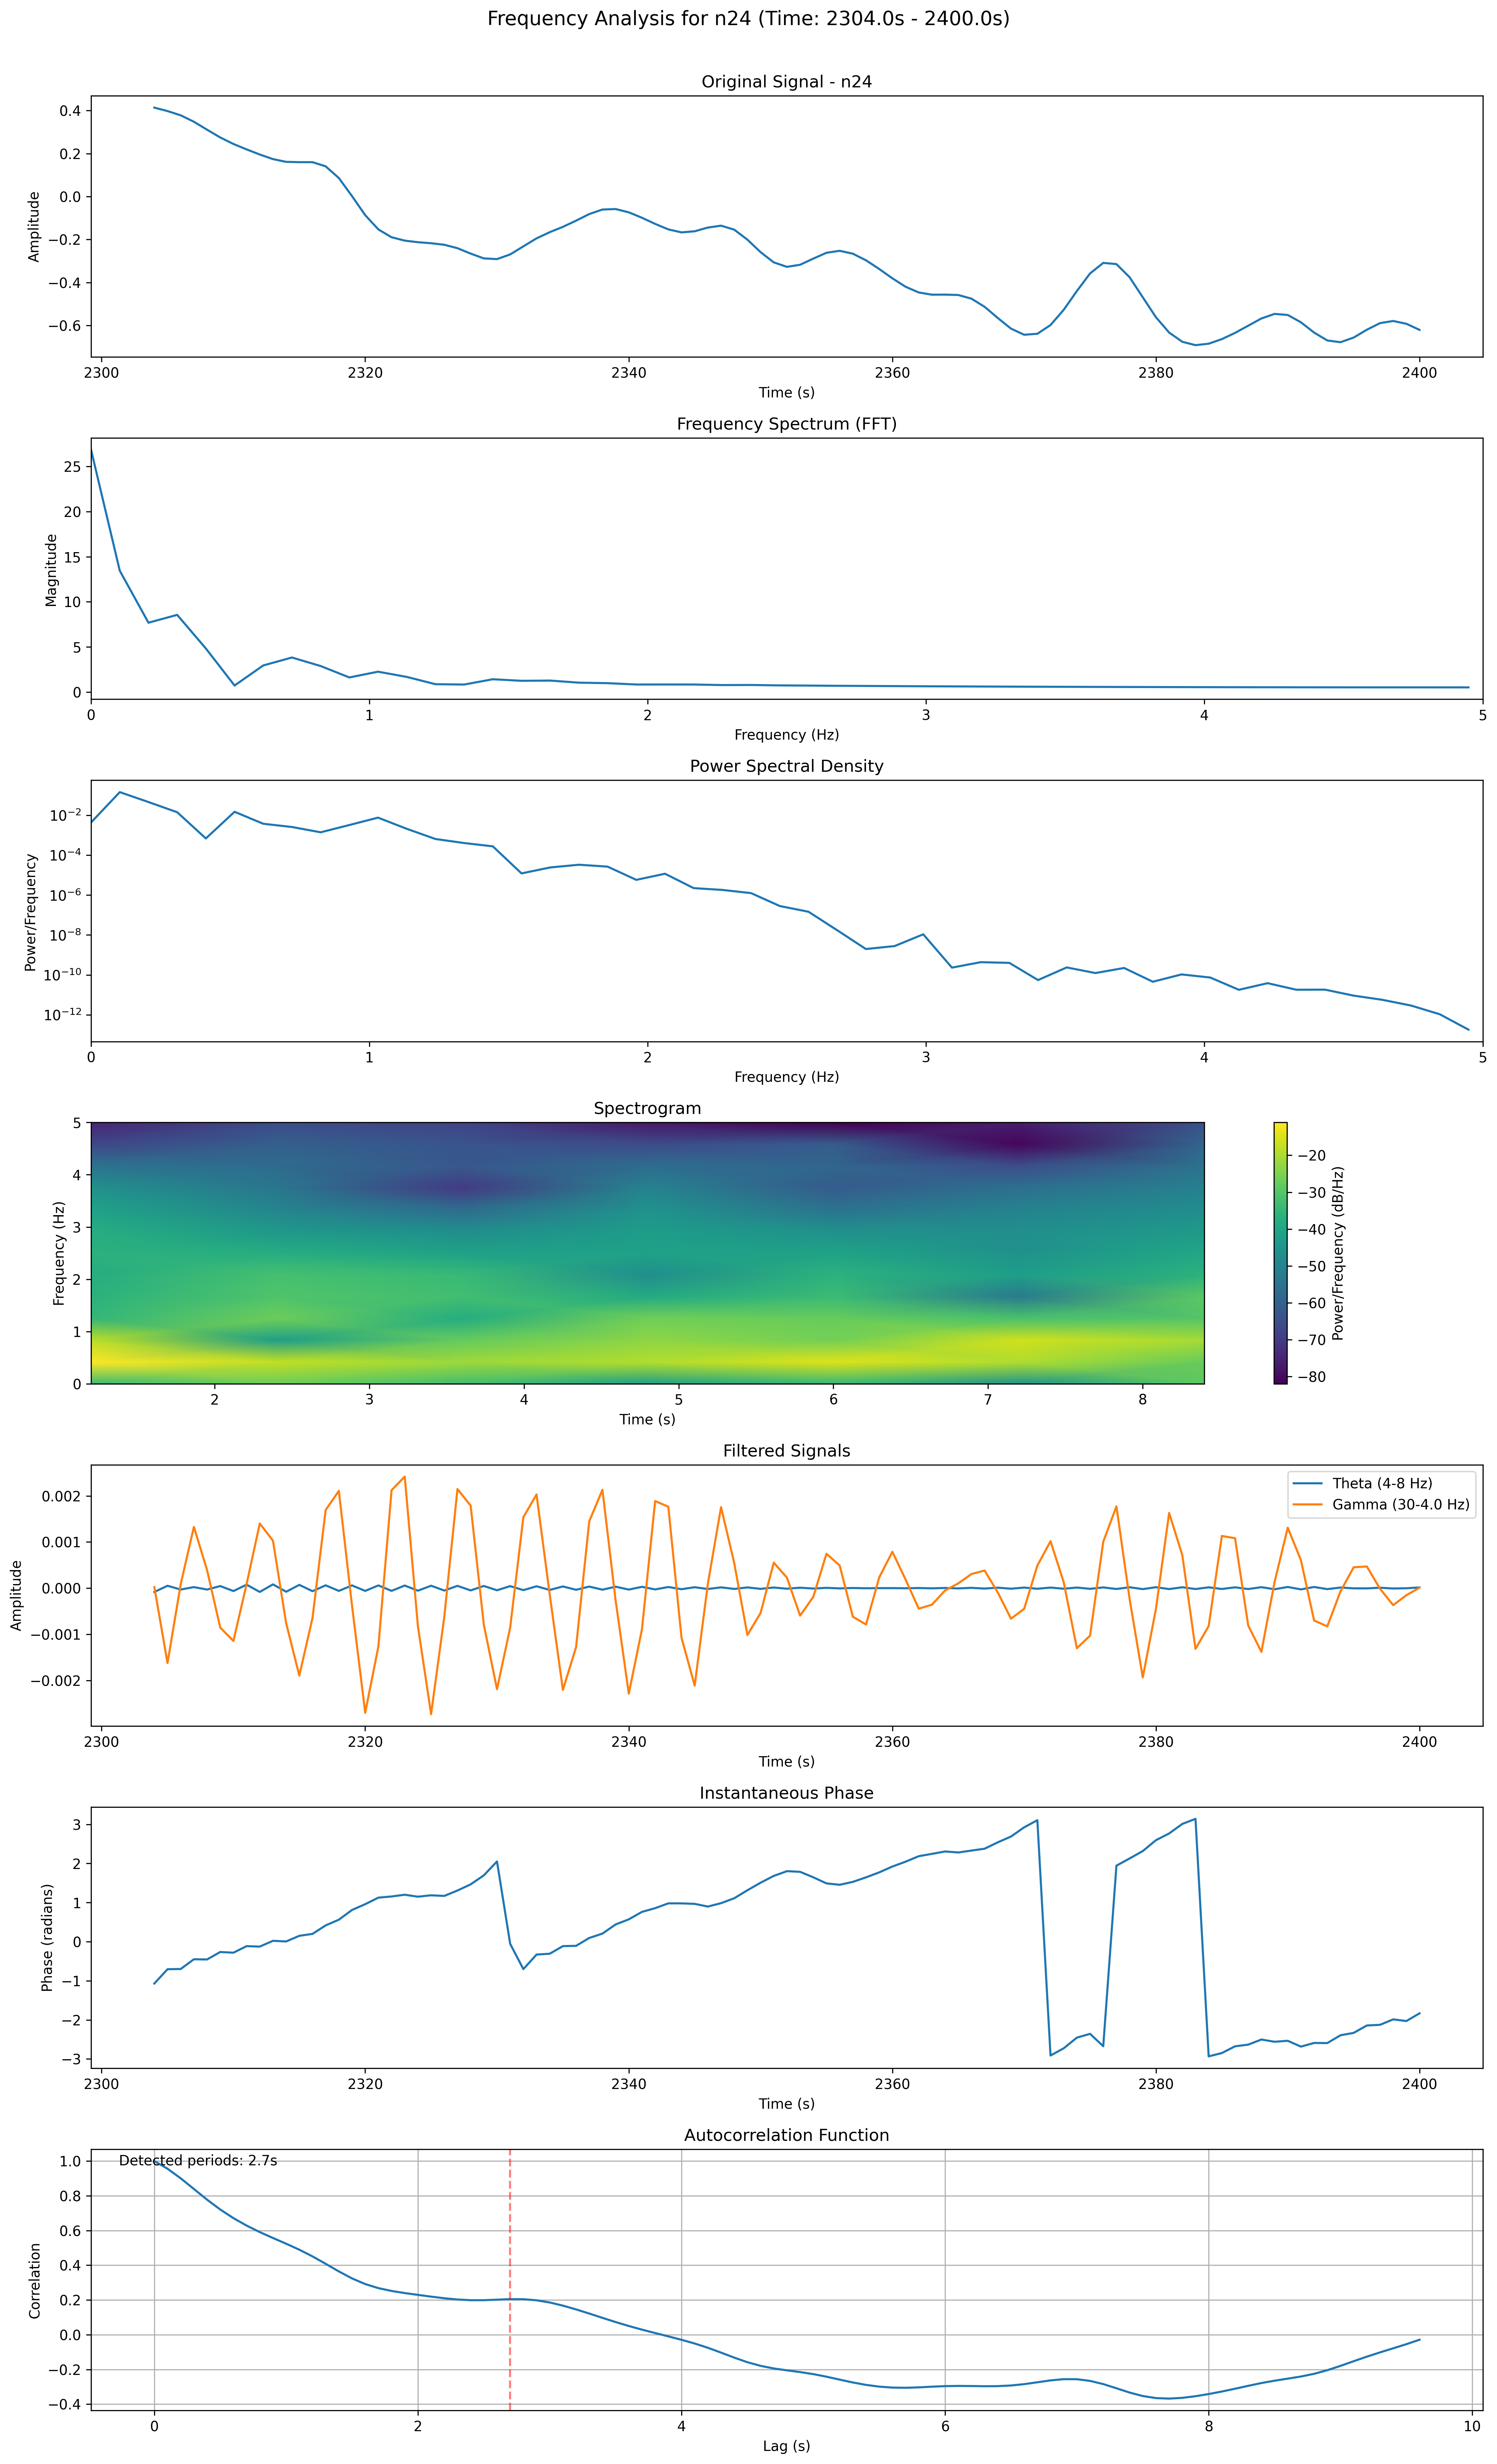 Frequency Analysis for n24 (Time: 2304.0s - 2400.0s)
Original Signal - n24
0.4
0.2
0.0
−0.2
−0.4
−0.6
Amplitude
2300 2320 2340 2360 2380 2400
Time (s)
Frequency Spectrum (FFT)
25
20
15
10
5
0
Magnitude
0 1 2 3 4 5
Frequency (Hz)
Power Spectral Density
10⁻²
10⁻⁴
10⁻⁶
10⁻⁸
10⁻¹⁰
10⁻¹²
Power/Frequency
0 1 2 3 4 5
Frequency (Hz)
Spectrogram
5
4
3
2
1
0
Frequency (Hz)
2 3 4 5 6 7 8
Time (s)
−20
−30
−40
−50
−60
−70
−80
Power/Frequency (dB/Hz)
Filtered Signals
Theta (4-8 Hz)
Gamma (30-4.0 Hz)
0.002
0.001
0.000
−0.001
−0.002
Amplitude
2300 2320 2340 2360 2380 2400
Time (s)
Instantaneous Phase
3
2
1
0
−1
−2
−3
Phase (radians)
2300 2320 2340 2360 2380 2400
Time (s)
Autocorrelation Function
Detected periods: 2.7s
1.0
0.8
0.6
0.4
0.2
0.0
−0.2
−0.4
Correlation
0 2 4 6 8 10
Lag (s)